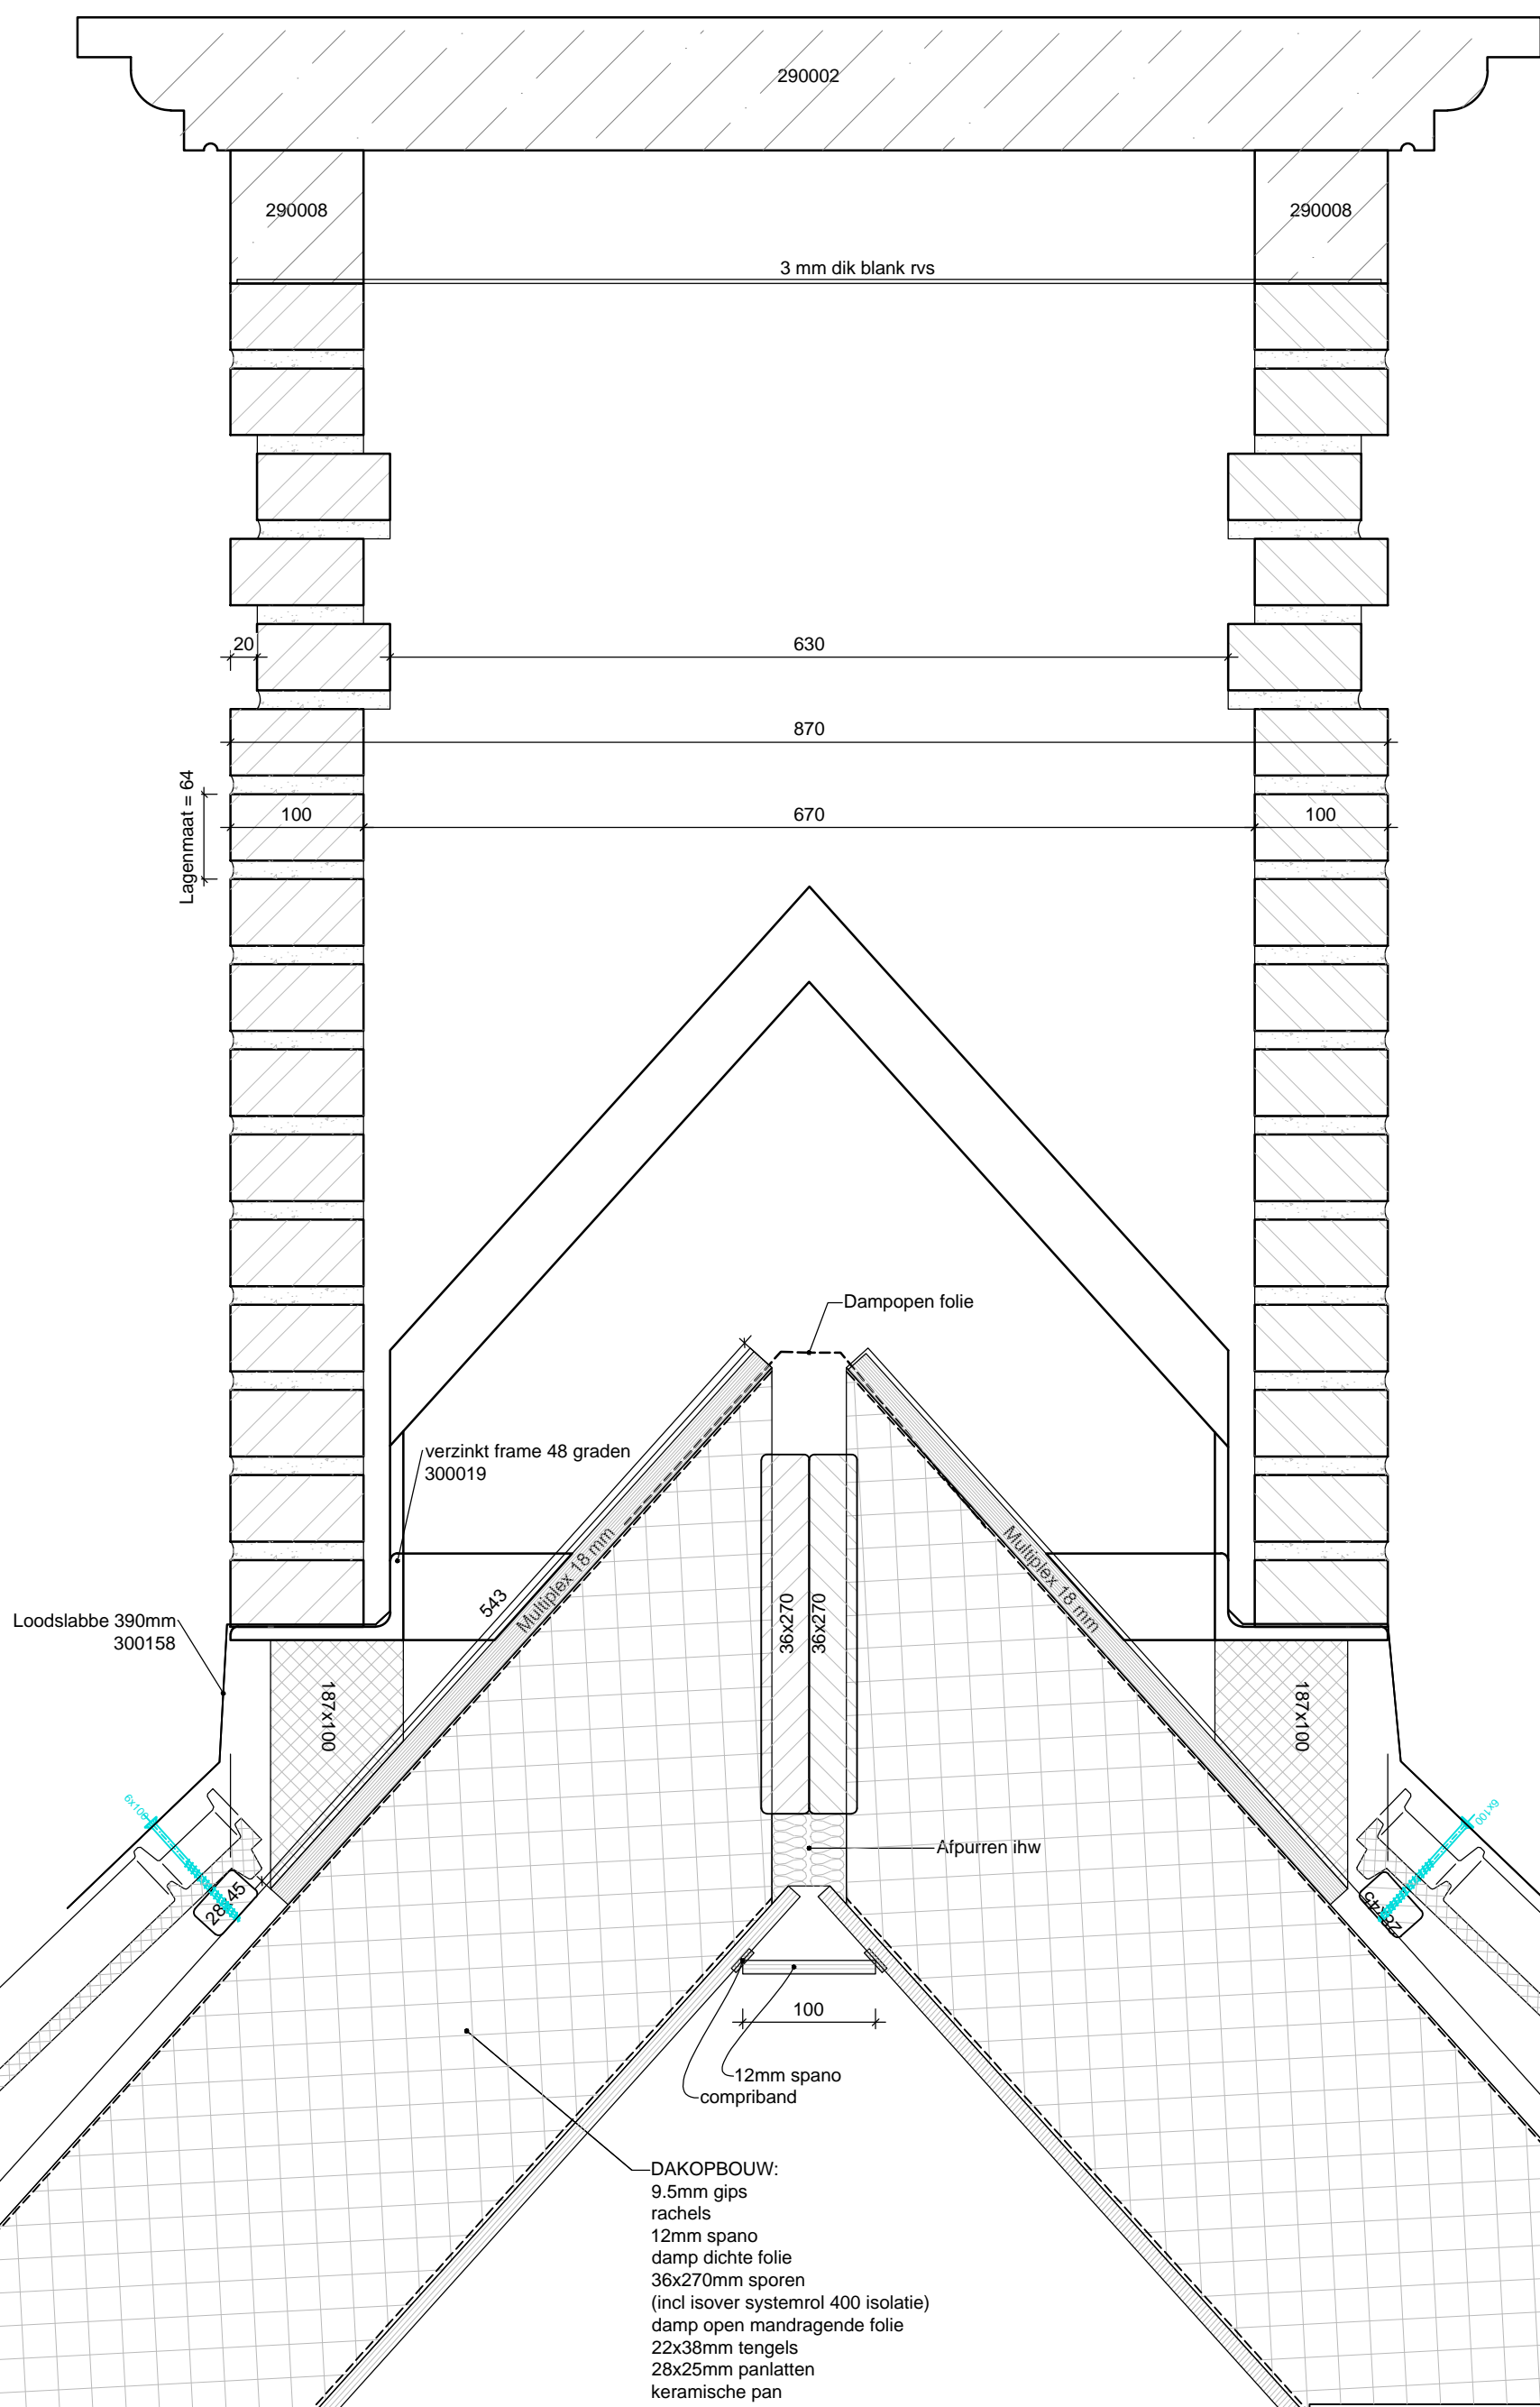 290002
290008
290008
3 mm dik blank rvs
20
630
870
Lagenmaat = 64
100
670
100
Dampopen folie
verzinkt frame 48 graden
300019
543
Multiplex 18 mm
Multiplex 18 mm
36x270
36x270
Loodslabbe 390mm
300158
187x100
187x100
6x100
6x100
Afpurren ihw
28x45
28x45
100
12mm spano
compriband
DAKOPBOUW:
9.5mm gips
rachels
12mm spano
damp dichte folie
36x270mm sporen
(incl isover systemrol 400 isolatie)
damp open mandragende folie
22x38mm tengels
28x25mm panlatten
keramische pan